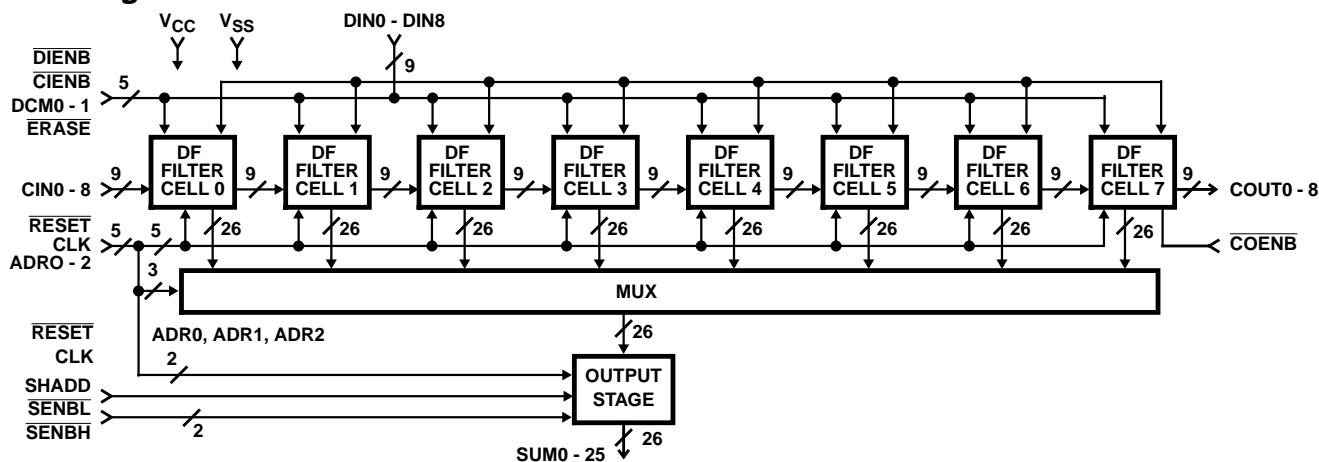 VCC VSS DIN0 - DIN8
DIENB
CIENB
DCM0 - 1
ERASE
5
9
DF FILTER CELL 0
DF FILTER CELL 1
DF FILTER CELL 2
DF FILTER CELL 3
DF FILTER CELL 4
DF FILTER CELL 5
DF FILTER CELL 6
DF FILTER CELL 7
CIN0 - 8 9 9 9 9 9 9 9 9 9 COUT0 - 8
RESET
CLK
ADRO - 2
5 5 26 26 26 26 26 26 26 26
COENB
3
MUX
ADR0, ADR1, ADR2
26
RESET
CLK
2
SHADD
SENBL
SENBH
2
OUTPUT
STAGE
26
SUM0 - 25